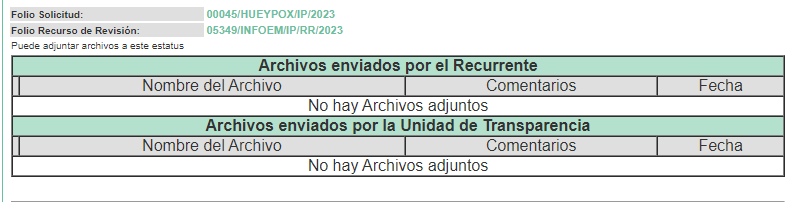 Folio Solicitud: 00045/HUEYPOX/IP/2023
Folio Recurso de Revisión: 05349/INFOEM/IP/RR/2023
Puede adjuntar archivos a este estatus
Archivos enviados por el Recurrente
Nombre del Archivo Comentarios Fecha
No hay Archivos adjuntos
Archivos enviados por la Unidad de Transparencia
Nombre del Archivo Comentarios Fecha
No hay Archivos adjuntos